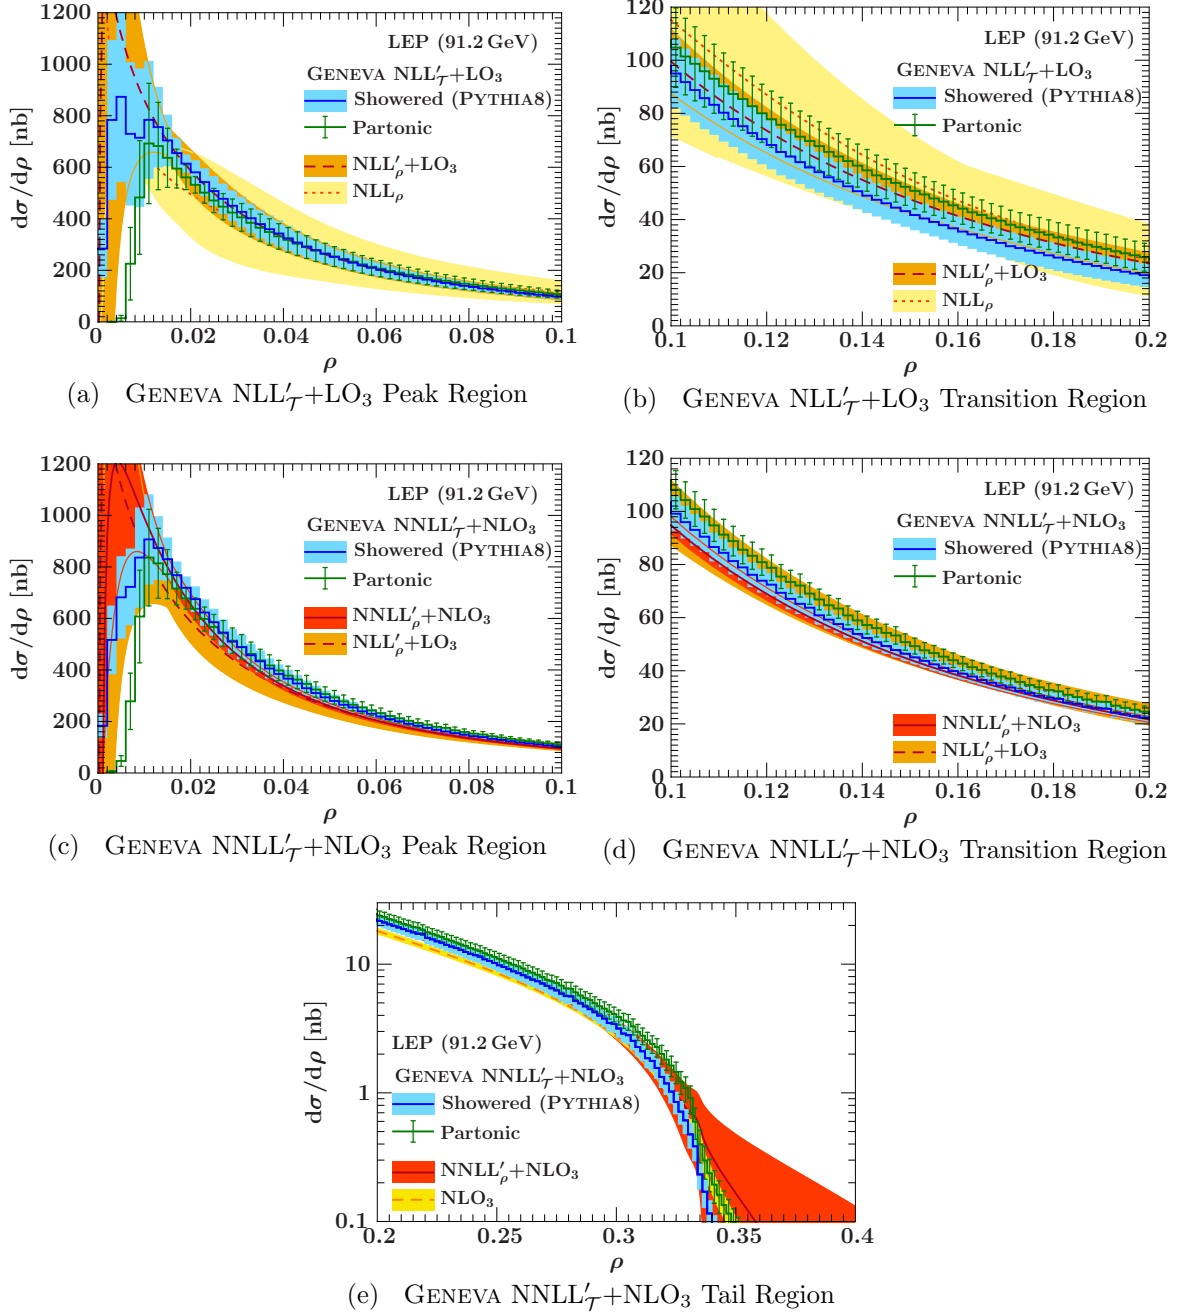 1200
1000
800
600
400
200
0
dσ/dρ [nb]
LEP (91.2 GeV)
GENEVA NLL′𝒯+LO₃
Showered (PYTHIA8)
Partonic
NLL′ρ+LO₃
NLLρ
0 0.02 0.04 0.06 0.08 0.1
ρ
(a) GENEVA NLL′𝒯+LO₃ Peak Region
120
100
80
60
40
20
0
dσ/dρ [nb]
LEP (91.2 GeV)
GENEVA NLL′𝒯+LO₃
Showered (PYTHIA8)
Partonic
NLL′ρ+LO₃
NLLρ
0.1 0.12 0.14 0.16 0.18 0.2
ρ
(b) GENEVA NLL′𝒯+LO₃ Transition Region
1200
1000
800
600
400
200
0
dσ/dρ [nb]
LEP (91.2 GeV)
GENEVA NNLL′𝒯+NLO₃
Showered (PYTHIA8)
Partonic
NNLL′ρ+NLO₃
NLL′ρ+LO₃
0 0.02 0.04 0.06 0.08 0.1
ρ
(c) GENEVA NNLL′𝒯+NLO₃ Peak Region
120
100
80
60
40
20
0
dσ/dρ [nb]
LEP (91.2 GeV)
GENEVA NNLL′𝒯+NLO₃
Showered (PYTHIA8)
Partonic
NNLL′ρ+NLO₃
NLL′ρ+LO₃
0.1 0.12 0.14 0.16 0.18 0.2
ρ
(d) GENEVA NNLL′𝒯+NLO₃ Transition Region
10
1
0.1
dσ/dρ [nb]
LEP (91.2 GeV)
GENEVA NNLL′𝒯+NLO₃
Showered (PYTHIA8)
Partonic
NNLL′ρ+NLO₃
NLO₃
0.2 0.25 0.3 0.35 0.4
ρ
(e) GENEVA NNLL′𝒯+NLO₃ Tail Region